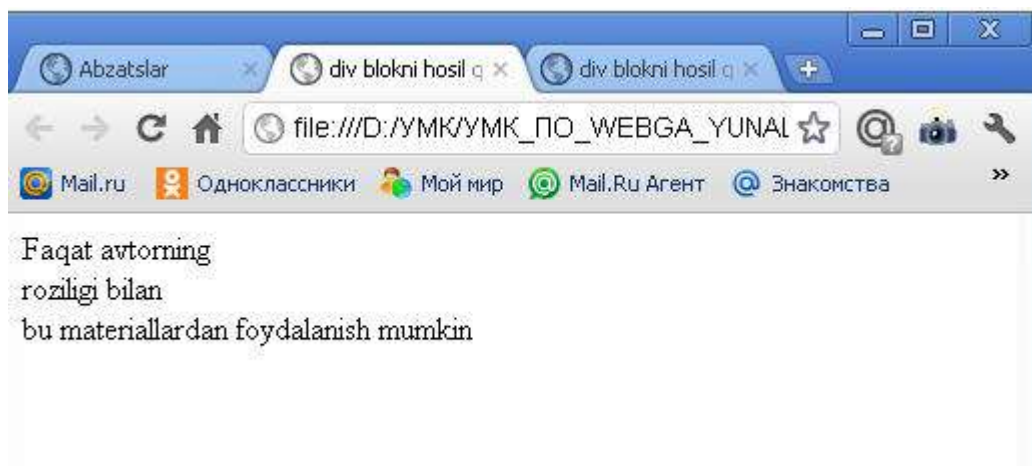 Abzatslar div blokni hosil q div blokni hosil q
file:///D:/УМК/УМК_ПО_WEBGA_YUNAL
Mail.ru Одноклассники Мой мир Mail.Ru Агент Знакомства »
Faqat avtorning
roziligi bilan
bu materiallardan foydalanish mumkin